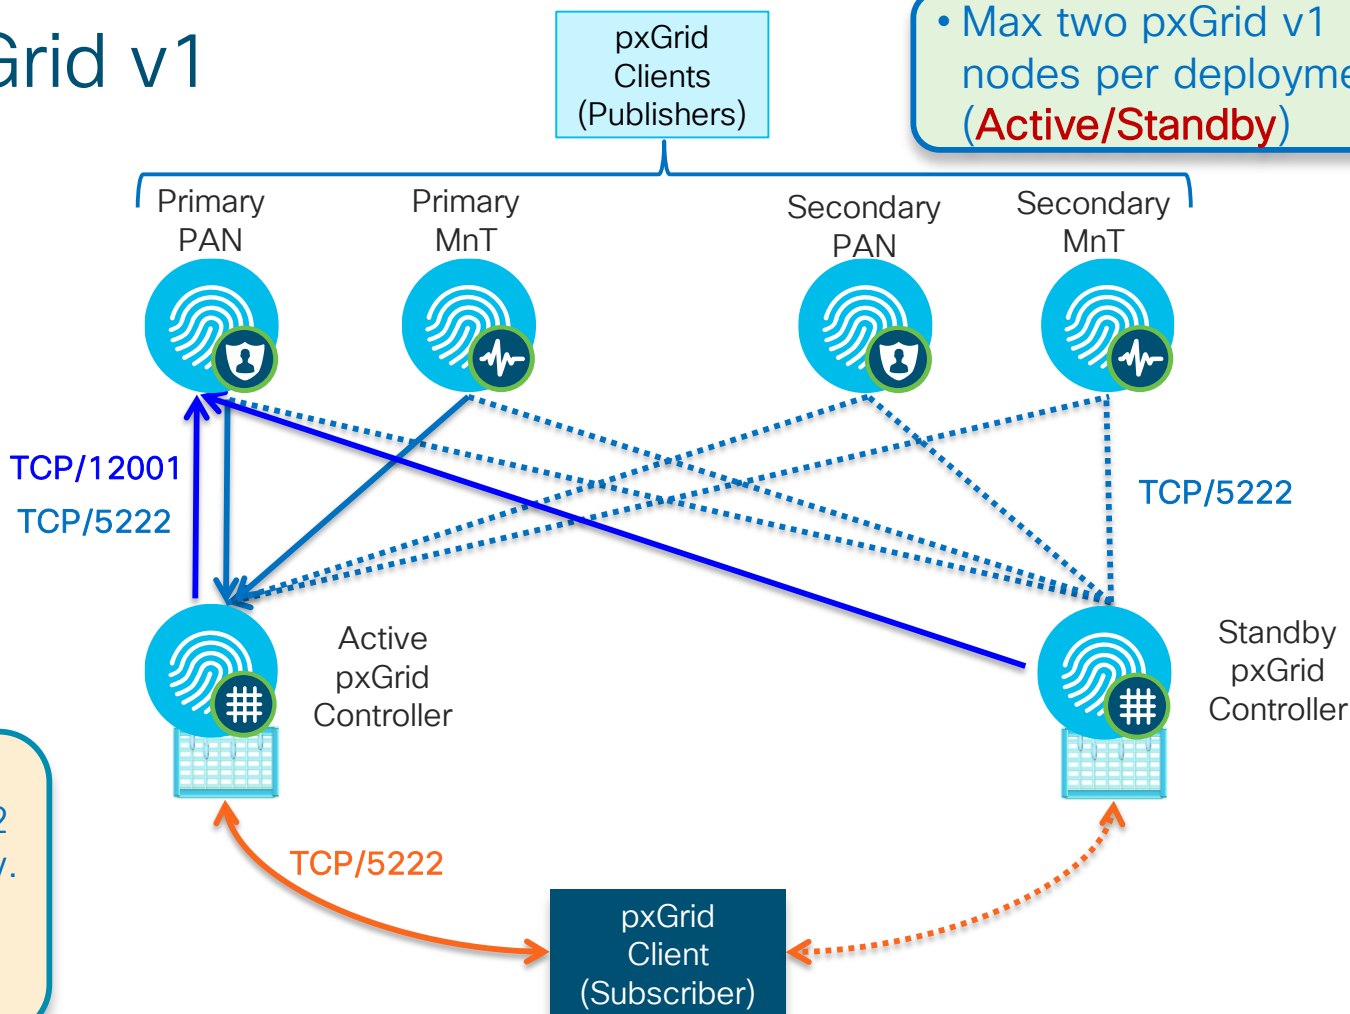 Grid v1
pxGrid
Clients
(Publishers)
• Max two pxGrid v1
nodes per deployme
(Active/Standby)
Primary
PAN
Primary
MnT
Secondary
PAN
Secondary
MnT
TCP/12001
TCP/5222
TCP/5222
Active
pxGrid
Controller
Standby
pxGrid
Controller
2
y.
TCP/5222
pxGrid
Client
(Subscriber)